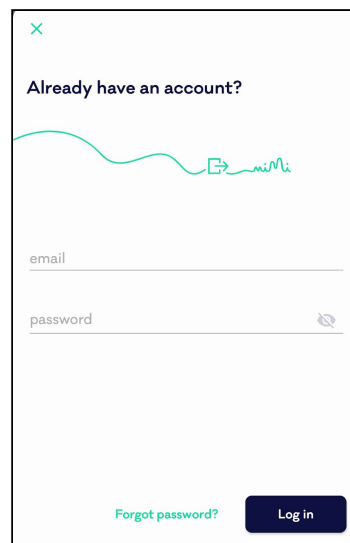 Already have an account?
miMi
email
password
Forgot password? Log in